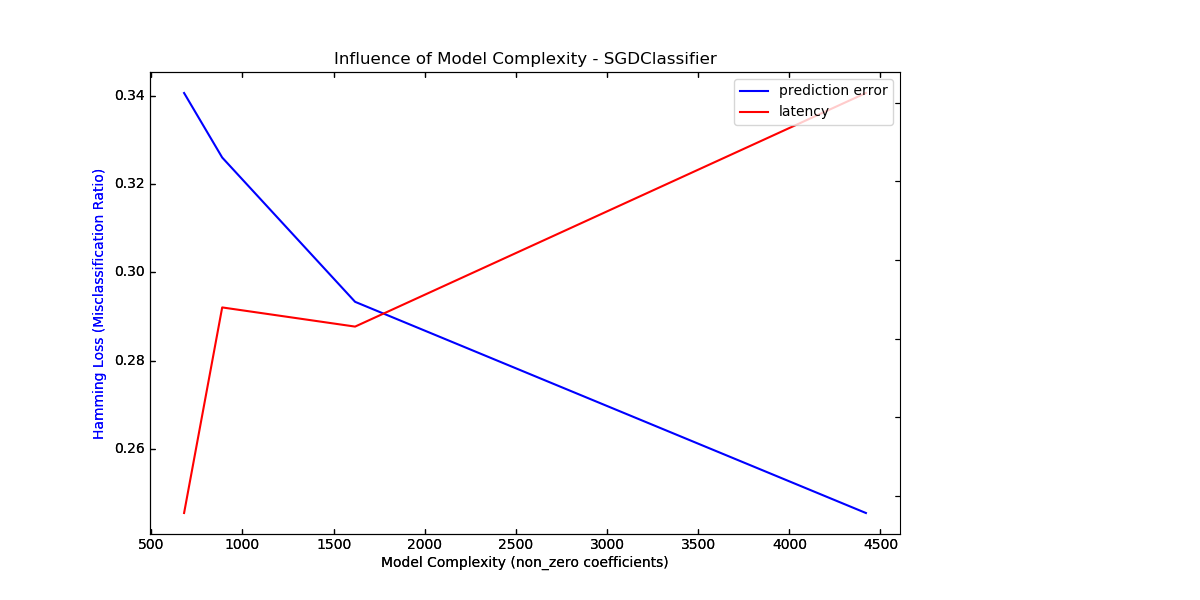 Influence of Model Complexity - SGDClassifier
prediction error
latency
0.34
0.32
0.30
0.28
0.26
Hamming Loss (Misclassification Ratio)
500 1000 1500 2000 2500 3000 3500 4000 4500
Model Complexity (non_zero coefficients)